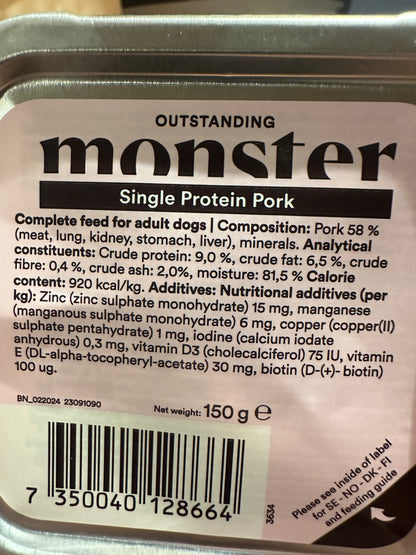 OUTSTANDING
monster
Single Protein Pork
Complete feed for adult dogs | Composition: Pork 58 %
(meat, lung, kidney, stomach, liver), minerals. Analytical
constituents: Crude protein: 9,0 %, crude fat: 6,5 %, crude
fibre: 0,4 %, crude ash: 2,0%, moisture: 81,5 % Calorie
content: 920 kcal/kg. Additives: Nutritional additives (per
kg): Zinc (zinc sulphate monohydrate) 15 mg, manganese
(manganous sulphate monohydrate) 6 mg, copper (copper(II)
sulphate pentahydrate) 1 mg, iodine (calcium iodate
anhydrous) 0,3 mg, vitamin D3 (cholecalciferol) 75 IU, vitamin
E (DL-alpha-tocopheryl-acetate) 30 mg, biotin (D-(+)- biotin)
100 ug.
BN_022024 23091090
Net weight: 150 g ℮
7 350040 128664
3634
Please see inside of label
for SE - NO - DK - FI
and feeding guide